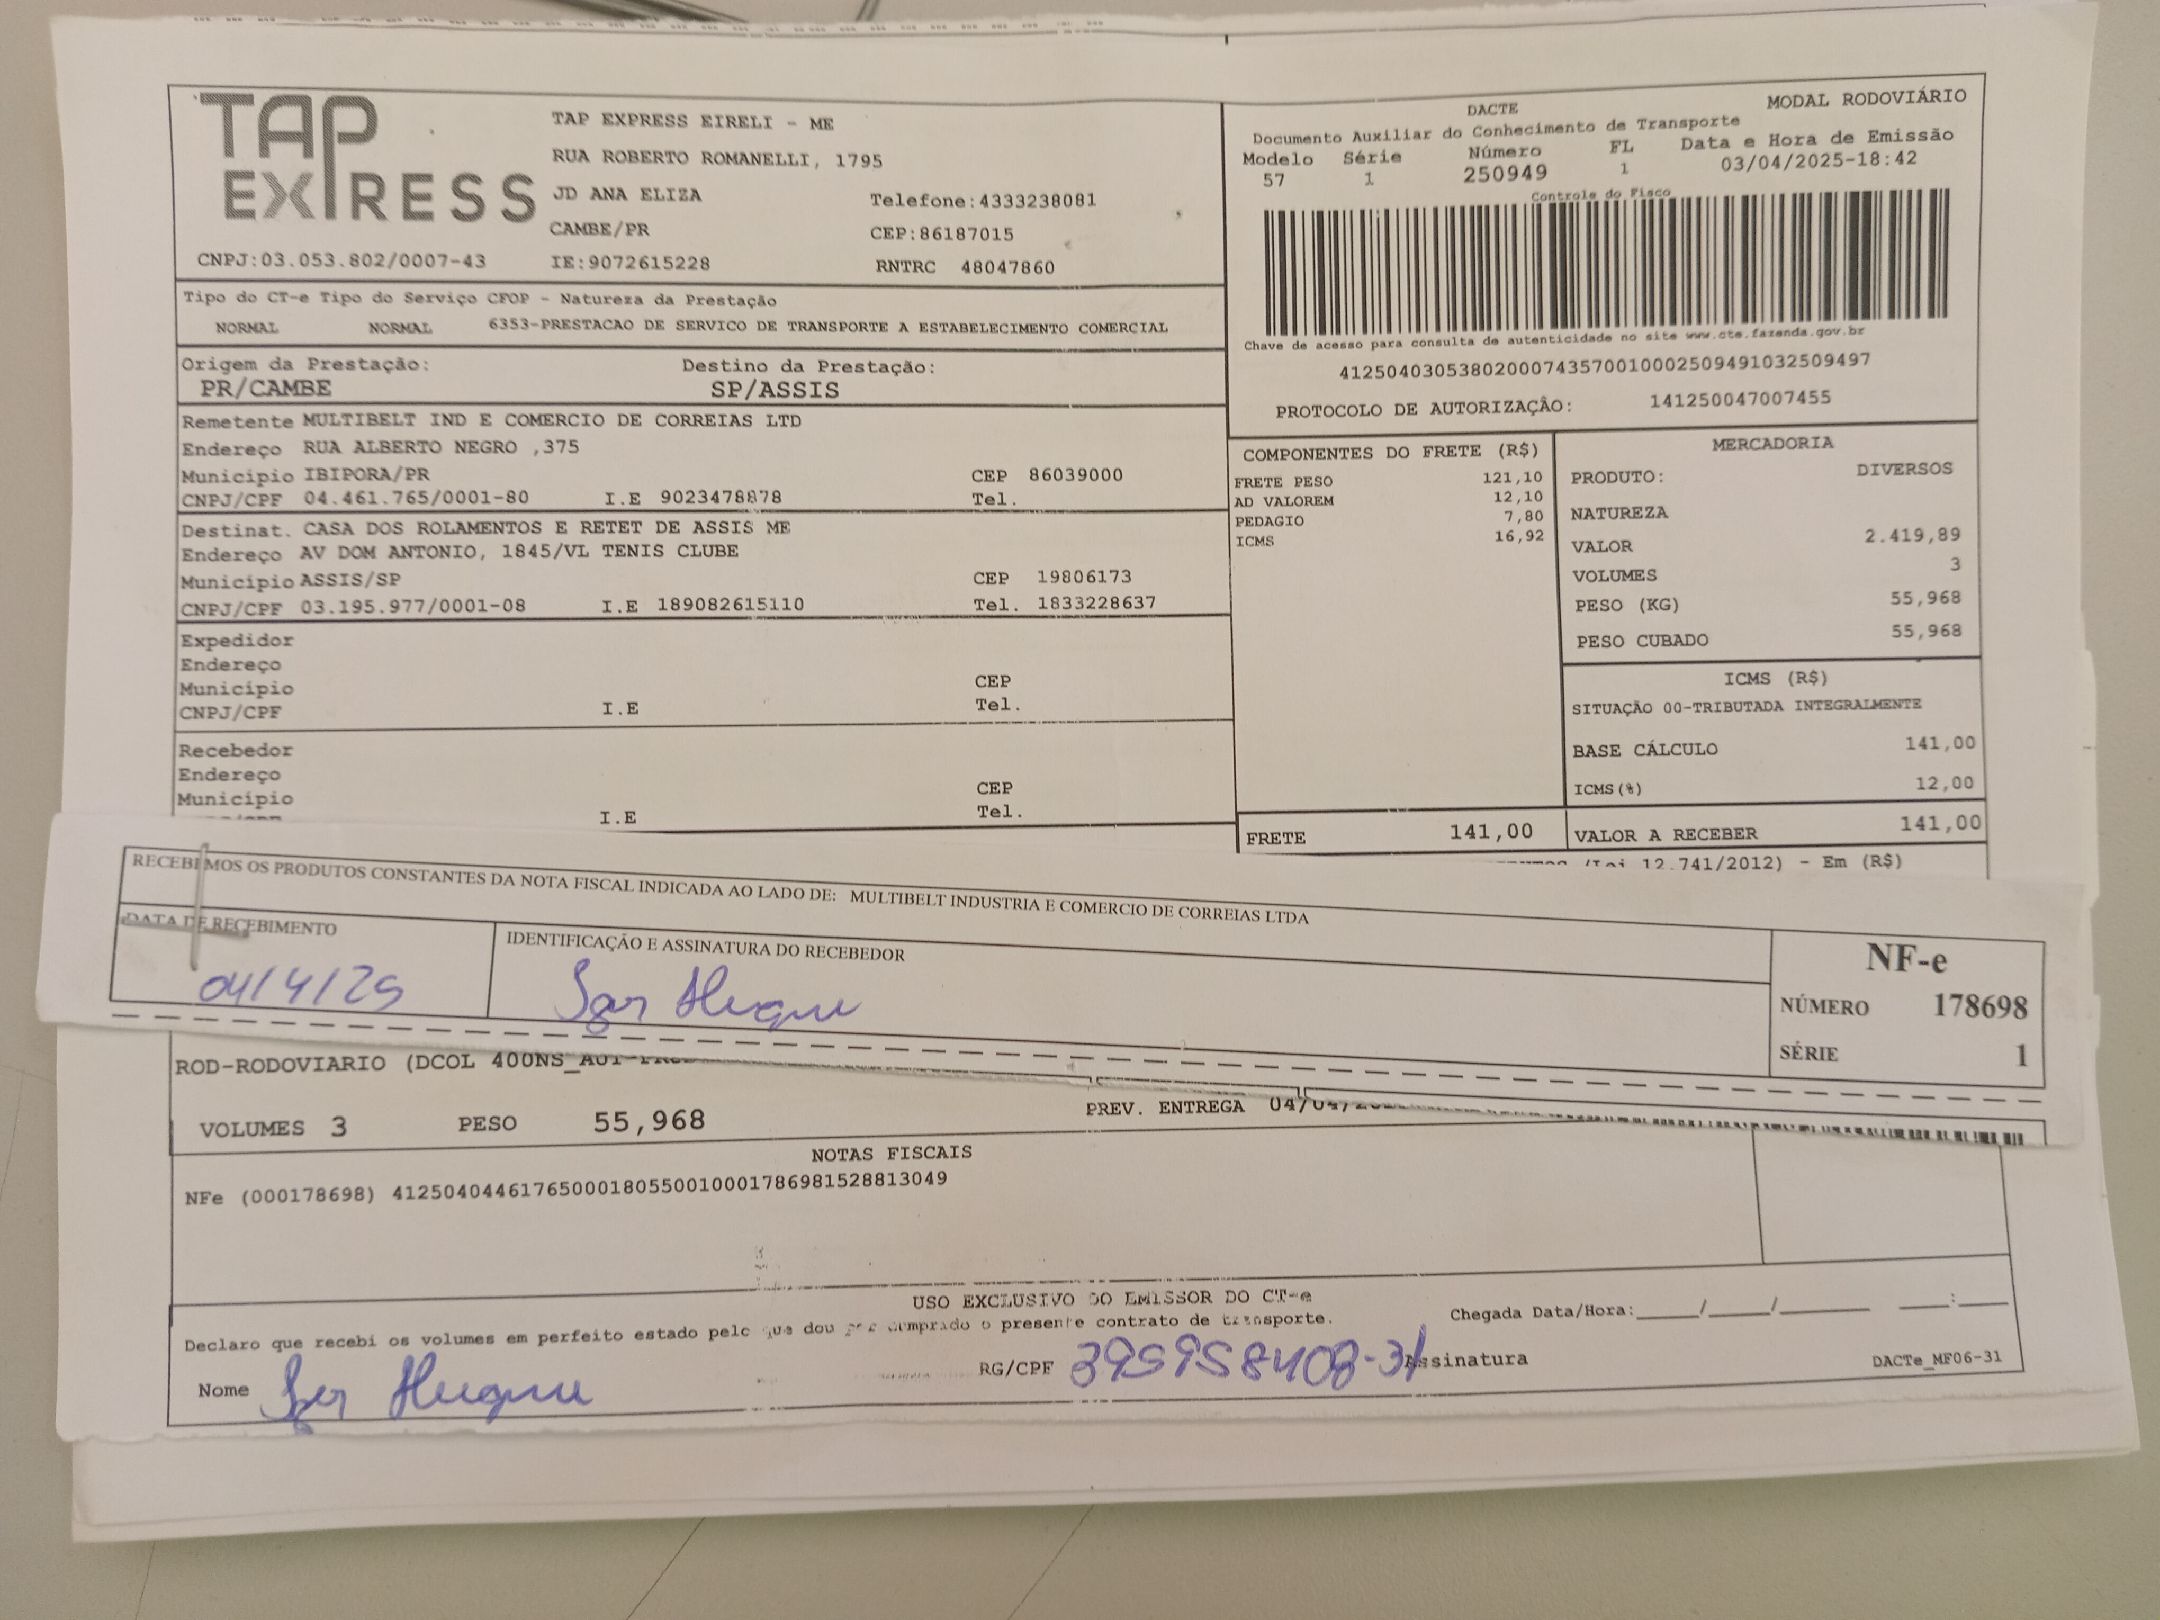 TAP EXPRESS
TAP EXPRESS EIRELI - ME
RUA ROBERTO ROMANELLI, 1795
JD ANA ELIZA Telefone:4333238081
CAMBE/PR CEP:86187015
CNPJ:03.053.802/0007-43 IE:9072615228 RNTRC 48047860
DACTE MODAL RODOVIÁRIO
Documento Auxiliar do Conhecimento de Transporte
Modelo Série Número FL Data e Hora de Emissão
57 1 250949 1 03/04/2025-18:42
Controle do Fisco
Chave de acesso para consulta de autenticidade no site www.cte.fazenda.gov.br
41250403053802000743570010002509491032509497
PROTOCOLO DE AUTORIZAÇÃO: 141250047007455
Tipo do CT-e Tipo do Serviço CFOP - Natureza da Prestação
NORMAL NORMAL 6353-PRESTACAO DE SERVICO DE TRANSPORTE A ESTABELECIMENTO COMERCIAL
Origem da Prestação: Destino da Prestação:
PR/CAMBE SP/ASSIS
Remetente MULTIBELT IND E COMERCIO DE CORREIAS LTD
Endereço RUA ALBERTO NEGRO ,375
Município IBIPORA/PR CEP 86039000
CNPJ/CPF 04.461.765/0001-80 I.E 9023478878 Tel.
Destinat. CASA DOS ROLAMENTOS E RETET DE ASSIS ME
Endereço AV DOM ANTONIO, 1845/VL TENIS CLUBE
Município ASSIS/SP CEP 19806173
CNPJ/CPF 03.195.977/0001-08 I.E 189082615110 Tel. 1833228637
Expedidor
Endereço
Município CEP
CNPJ/CPF I.E Tel.
Recebedor
Endereço
Município CEP
I.E Tel.
COMPONENTES DO FRETE (R$)
FRETE PESO 121,10
AD VALOREM 12,10
PEDAGIO 7,80
ICMS 16,92
FRETE 141,00
MERCADORIA
PRODUTO: DIVERSOS
NATUREZA
VALOR 2.419,89
VOLUMES 3
PESO (KG) 55,968
PESO CUBADO 55,968
ICMS (R$)
SITUAÇÃO 00-TRIBUTADA INTEGRALMENTE
BASE CÁLCULO 141,00
ICMS(%) 12,00
VALOR A RECEBER 141,00
(Lei 12.741/2012) - Em (R$)
RECEBEMOS OS PRODUTOS CONSTANTES DA NOTA FISCAL INDICADA AO LADO DE: MULTIBELT INDUSTRIA E COMERCIO DE CORREIAS LTDA
DATA DE RECEBIMENTO IDENTIFICAÇÃO E ASSINATURA DO RECEBEDOR
04/4/25
NF-e
NÚMERO 178698
SÉRIE 1
ROD-RODOVIARIO (DCOL 400NS_AUT
VOLUMES 3 PESO 55,968 PREV. ENTREGA 04/04/
NOTAS FISCAIS
NFe (000178698) 41250404461765000180550010001786981528813049
USO EXCLUSIVO DO EMISSOR DO CT-e
Declaro que recebi os volumes em perfeito estado pelo que dou por cumprido o presente contrato de transporte.
Chegada Data/Hora:____/____/____ ___:___
Nome RG/CPF 395958408-31 Assinatura DACTe_MF06-31